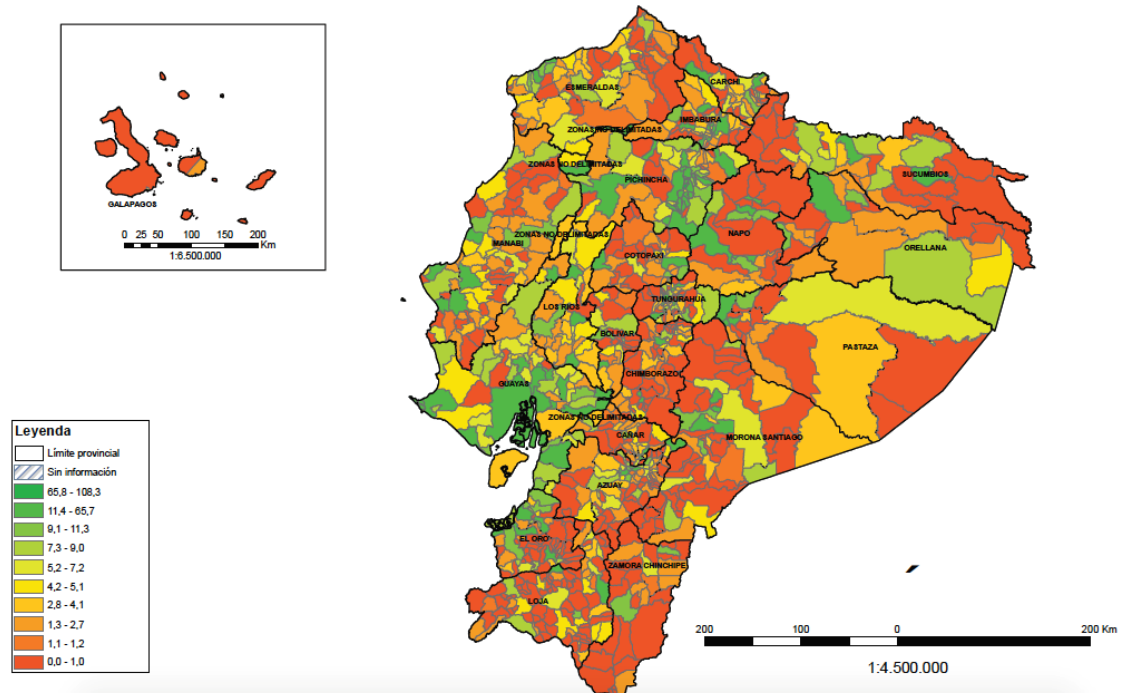 GALAPAGOS
0 25 50 100 150 200
Km
1:6.500.000
ESMERALDAS
CARCHI
IMBABURA
ZONAS NO DELIMITADAS
ZONAS NO DELIMITADAS
PICHINCHA
SUCUMBIOS
NAPO
MANABI
ZONAS NO DELIMITADAS
ORELLANA
COTOPAXI
TUNGURAHUA
LOS RIOS
BOLIVAR
PASTAZA
CHIMBORAZO
GUAYAS
ZONAS NO DELIMITADAS
CAÑAR
MORONA SANTIAGO
AZUAY
EL ORO
ZAMORA CHINCHIPE
LOJA
Leyenda
Límite provincial
Sin información
65,8 - 108,3
11,4 - 65,7
9,1 - 11,3
7,3 - 9,0
5,2 - 7,2
4,2 - 5,1
2,8 - 4,1
1,3 - 2,7
1,1 - 1,2
0,0 - 1,0
200 100 0 200 Km
1:4.500.000